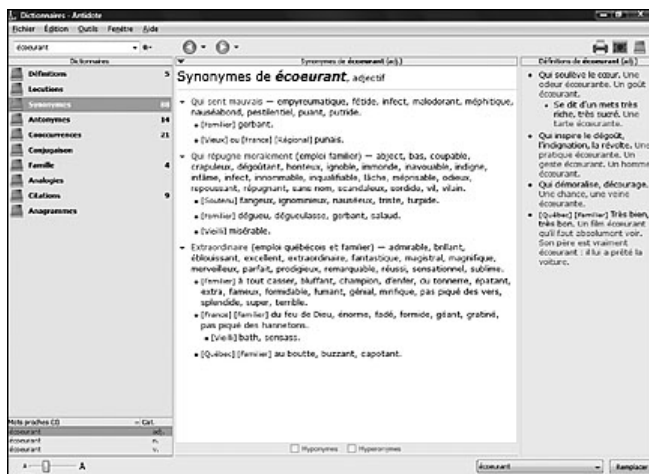 Dictionnaires - Antidote
Fichier Édition Outils Fenêtre Aide
écoeurant
Dictionnaires
Synonymes de écoeurant (adj.)
Définitions de écoeurant (adj.)
Définitions 5
Locutions
Synonymes 88
Antonymes 14
Cooccurrences 21
Conjugaison
Famille 4
Analogies
Citations 9
Anagrammes
Mots proches (3) Cat.
écoeurant adj.
écoeurant n.
écoeurant v.
A A
Synonymes de écoeurant, adjectif
Qui sent mauvais — empyreumatique, fétide, infect, malodorant, méphitique,
nauséabond, pestilentiel, puant, putride.
• [Familier] gerbant.
• [Vieux] ou [France] [Régional] punais.
Qui répugne moralement (emploi familier) — abject, bas, coupable,
crapuleux, dégoûtant, honteux, ignoble, immonde, inavouable, indigne,
infâme, infect, innommable, inqualifiable, lâche, méprisable, odieux,
repoussant, répugnant, sans nom, scandaleux, sordide, vil, vilain.
• [Soutenu] fangeux, ignominieux, nauséeux, triste, turpide.
• [Familier] dégueu, dégueulasse, gerbant, salaud.
• [Vieilli] misérable.
Extraordinaire (emploi québécois et familier) — admirable, brillant,
éblouissant, excellent, extraordinaire, fantastique, magistral, magnifique,
merveilleux, parfait, prodigieux, remarquable, réussi, sensationnel, sublime.
• [Familier] à tout casser, bluffant, champion, d'enfer, du tonnerre, épatant,
extra, fameux, formidable, fumant, génial, mirifique, pas piqué des vers,
splendide, super, terrible.
• [France] [Familier] du feu de Dieu, énorme, fadé, formide, géant, gratiné,
pas piqué des hannetons.
• [Vieilli] bath, sensass.
• [Québec] [Familier] au boutte, buzzant, capotant.
Hyponymes Hyperonymes
• Qui soulève le cœur. Une
odeur écoeurante. Un goût
écoeurant.
• Se dit d'un mets très
riche, très sucré. Une
tarte écoeurante.
• Qui inspire le dégoût,
l'indignation, la révolte. Une
pratique écoeurante. Un
geste écoeurant. Un homme
écoeurant.
• Qui démoralise, décourage.
Une chance, une veine
écoeurante.
• [Québec] [Familier] Très bien,
très bon. Un film écoeurant
qu'il faut absolument voir.
Son père est vraiment
écoeurant : il lui a prêté la
voiture.
écoeurant
Remplacer